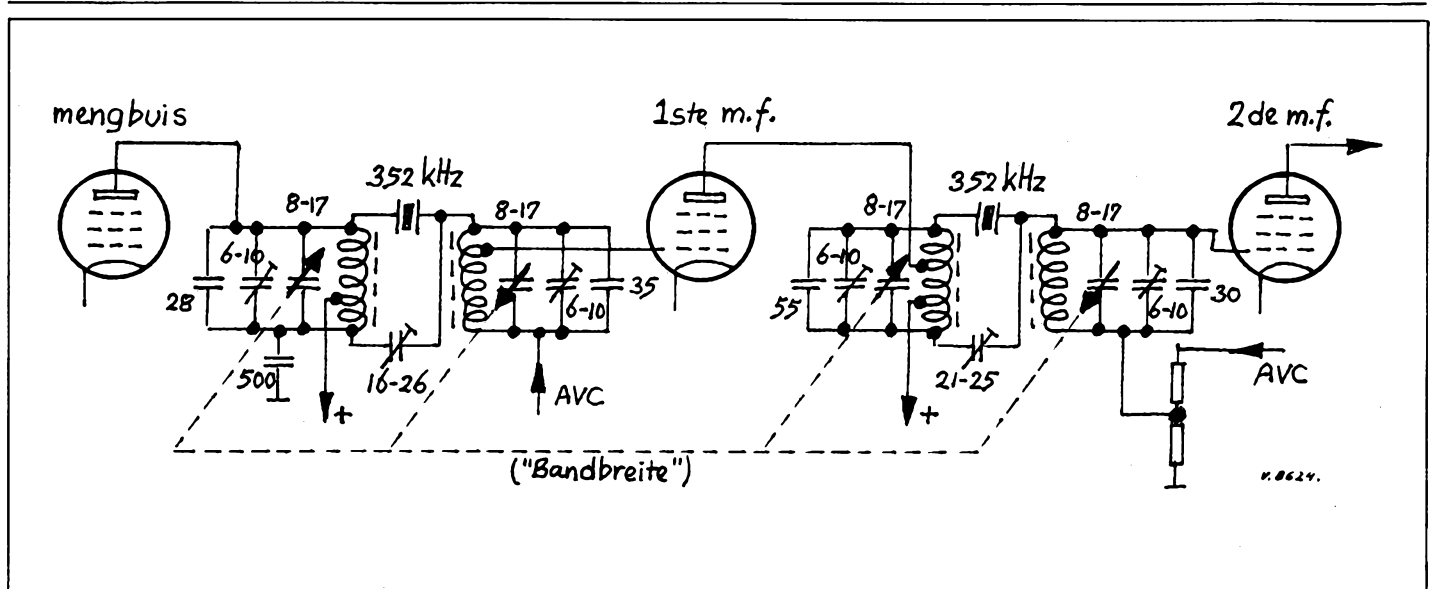 mengbuis
1ste m.f.
2de m.f.
352 kHz
352 kHz
8-17
8-17
8-17
8-17
6-10
6-10
6-10
6-10
28
35
55
30
500
16-26
21-25
+
+
AVC
AVC
("Bandbreite")
v.8624.